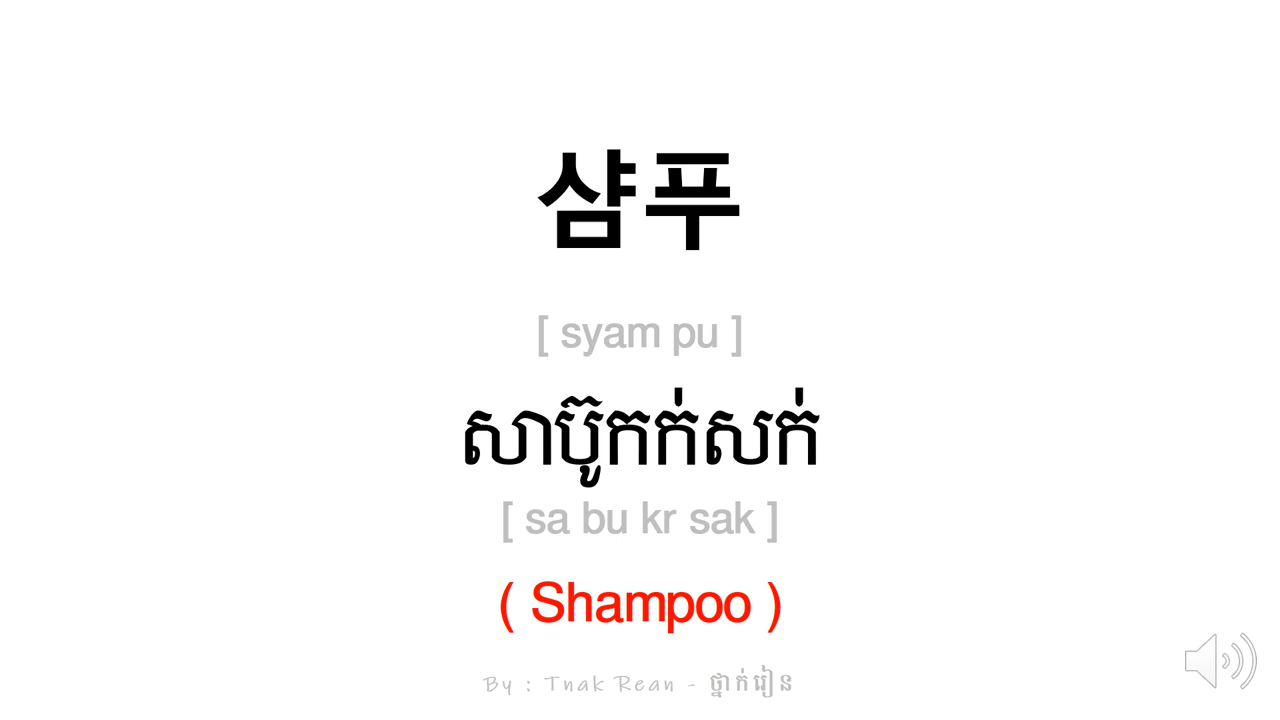 샴푸
[ syam pu ]
សាប៊ូកក់សក់
[ sa bu kr sak ]
( Shampoo )
By : Tnak Rean - ថ្នាក់រៀន